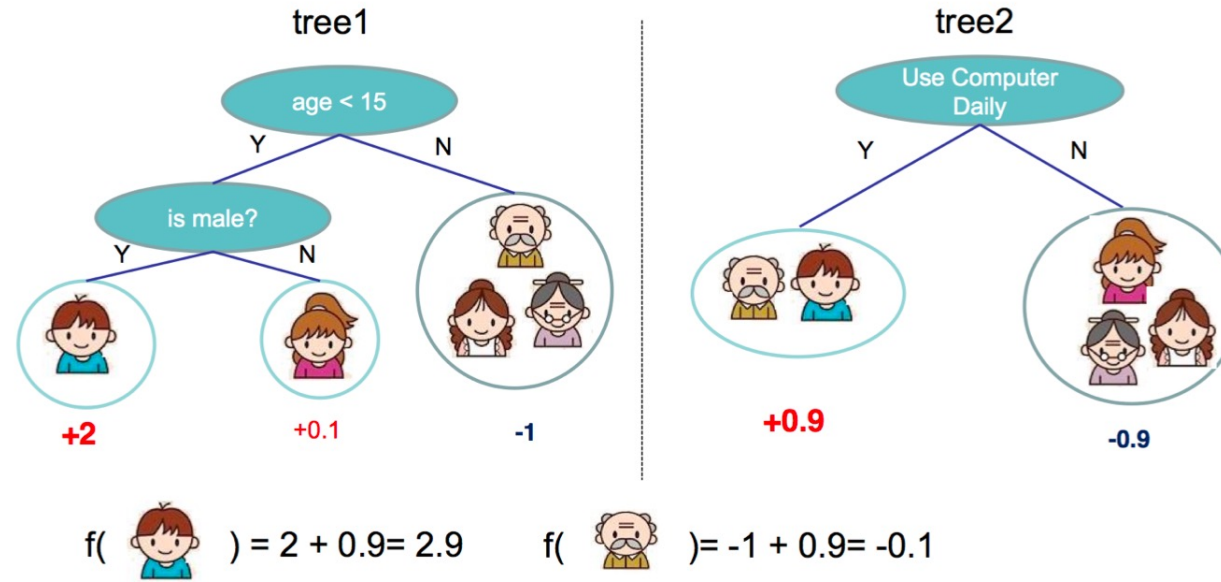 tree1
age < 15
Y
N
is male?
Y
N
+2
+0.1
-1
tree2
Use Computer
Daily
Y
N
+0.9
-0.9
f( ) = 2 + 0.9= 2.9
f( )= -1 + 0.9= -0.1